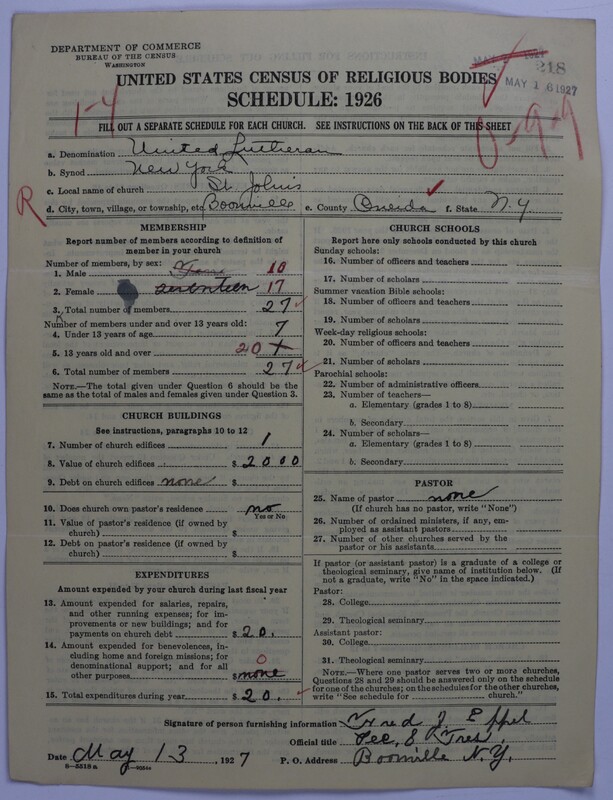 DEPARTMENT OF COMMERCE
BUREAU OF THE CENSUS
WASHINGTON
218
MAY 16 1927
UNITED STATES CENSUS OF RELIGIOUS BODIES
SCHEDULE: 1926
1-4
0-9-9
FILL OUT A SEPARATE SCHEDULE FOR EACH CHURCH. SEE INSTRUCTIONS ON THE BACK OF THIS SHEET
a. Denomination United Lutheran
b. Synod New York
c. Local name of church St Johns
R
d. City, town, village, or township, etc Boonville e. County Oneida f. State N.Y
MEMBERSHIP
Report number of members according to definition of
member in your church
Number of members, by sex:
1. Male 10
2. Female seventeen 17
3. Total number of members 27
Number of members under and over 13 years old:
4. Under 13 years of age 7
5. 13 years old and over 20
6. Total number of members 27
NOTE.—The total given under Question 6 should be
same as the total of males and females given under Question 3.
CHURCH BUILDINGS
See instructions, paragraphs 10 to 12
7. Number of church edifices 1
8. Value of church edifices $ 2000
9. Debt on church edifices none $
10. Does church own pastor's residence no
Yes or No
11. Value of pastor's residence (if owned by
church) $
12. Debt on pastor's residence (if owned by
church) $
EXPENDITURES
Amount expended by your church during last fiscal year
13. Amount expended for salaries, repairs,
and other running expenses; for im-
provements or new buildings; and for
payments on church debt $ 20.
14. Amount expended for benevolences, in-
cluding home and foreign missions; for
denominational support; and for all 0
other purposes $ none
15. Total expenditures during year $ 20.
CHURCH SCHOOLS
Report here only schools conducted by this church
Sunday schools:
16. Number of officers and teachers
17. Number of scholars
Summer vacation Bible schools:
18. Number of officers and teachers
19. Number of scholars
Week-day religious schools:
20. Number of officers and teachers
21. Number of scholars
Parochial schools:
22. Number of administrative officers
23. Number of teachers—
a. Elementary (grades 1 to 8)
b. Secondary
24. Number of scholars—
a. Elementary (grades 1 to 8)
b. Secondary
PASTOR
25. Name of pastor none
(If church has no pastor, write "None")
26. Number of ordained ministers, if any, em-
ployed as assistant pastors
27. Number of other churches served by the
pastor or his assistants
If pastor (or assistant pastor) is a graduate of a college or
theological seminary, give name of institution below. (If
not a graduate, write "No" in the space indicated.)
Pastor:
28. College
29. Theological seminary
Assistant pastor:
30. College
31. Theological seminary
NOTE.—Where one pastor serves two or more churches,
Questions 28 and 29 should be answered only on the schedule
for one of the churches; on the schedules for the other churches,
write "See schedule for church."
Signature of person furnishing information Fred J. Eppel
Official title Sec, & Tres,
Date May 13, 1927 P. O. Address Boonville N.Y.
8—5518a